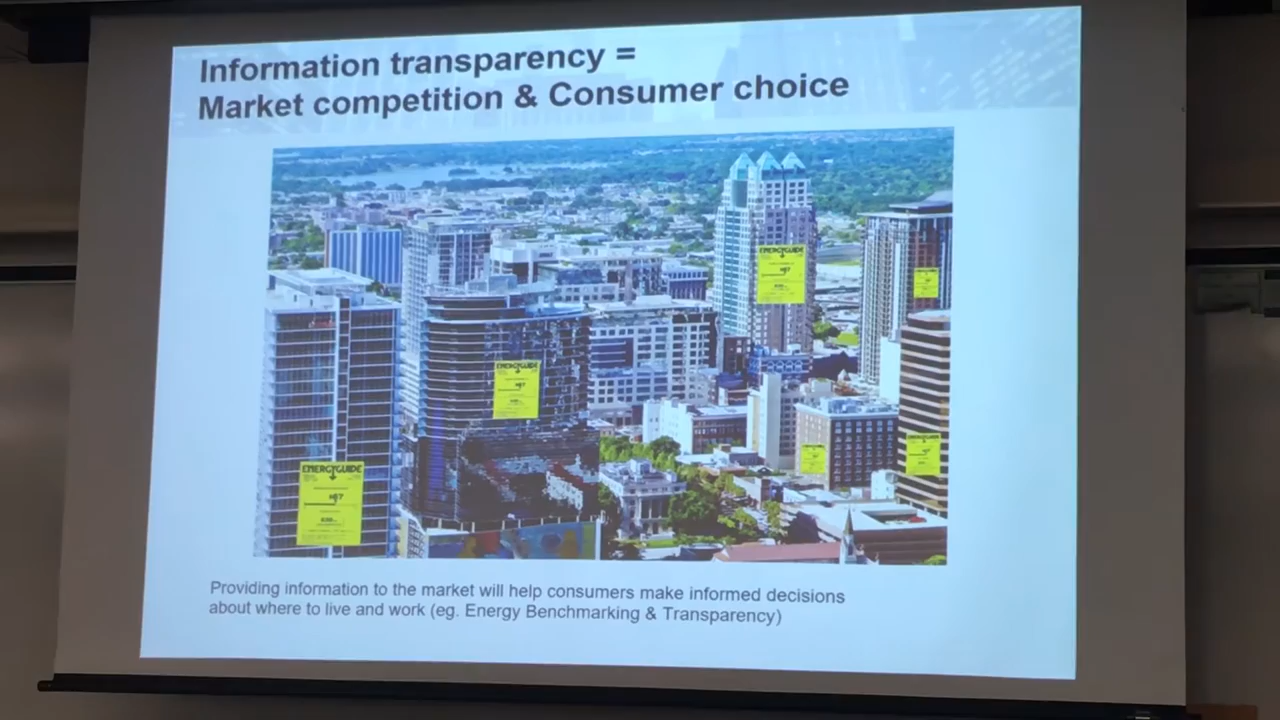 Information transparency =
Market competition & Consumer choice
ENERGYGUIDE
ENERGYGUIDE
ENERGYGUIDE
ENERGYGUIDE
Providing information to the market will help consumers make informed decisions
about where to live and work (eg. Energy Benchmarking & Transparency)